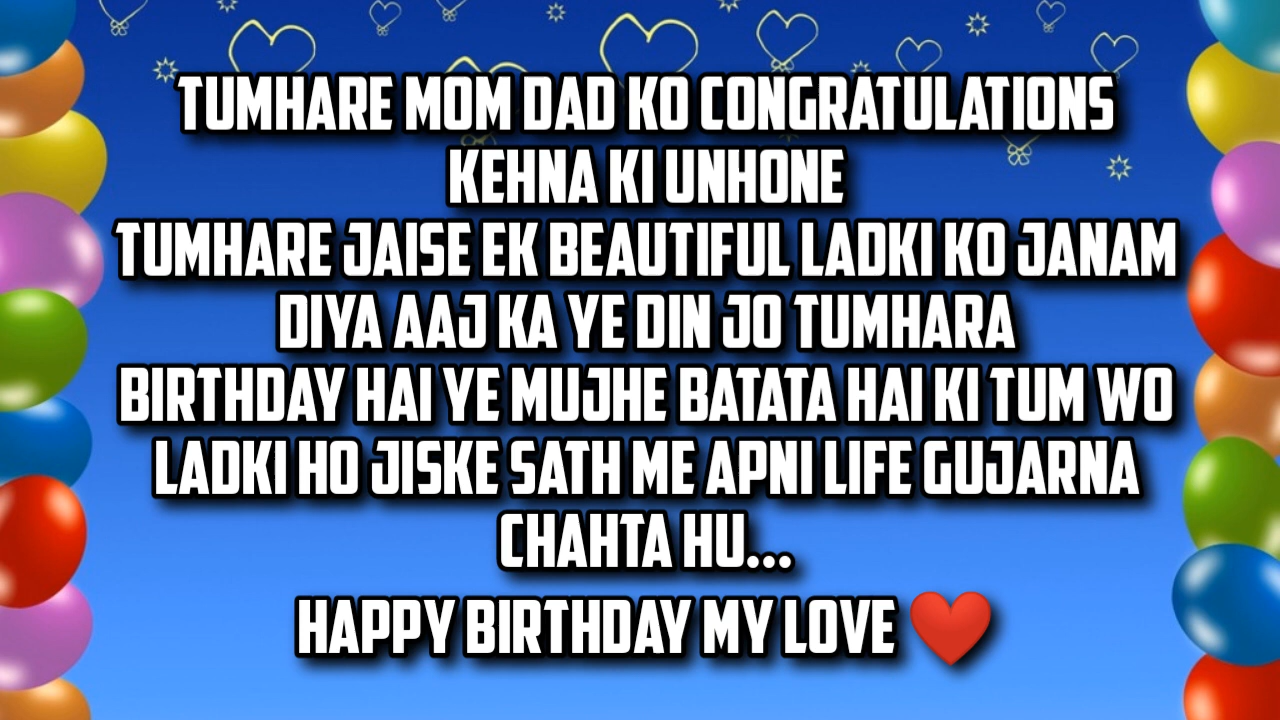 TUMHARE MOM DAD KO CONGRATULATIONS
KEHNA KI UNHONE
TUMHARE JAISE EK BEAUTIFUL LADKI KO JANAM
DIYA AAJ KA YE DIN JO TUMHARA
BIRTHDAY HAI YE MUJHE BATATA HAI KI TUM WO
LADKI HO JISKE SATH ME APNI LIFE GUJARNA
CHAHTA HU...
HAPPY BIRTHDAY MY LOVE ❤️